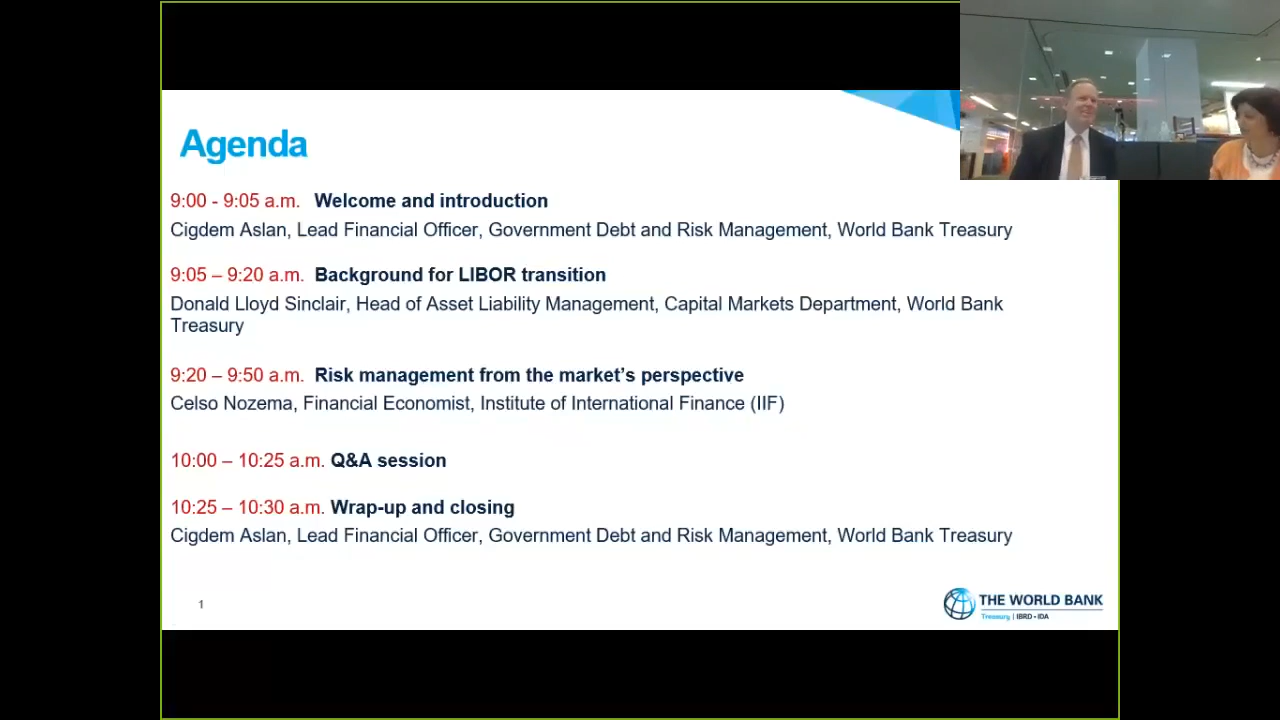 Agenda
9:00 - 9:05 a.m. Welcome and introduction
Cigdem Aslan, Lead Financial Officer, Government Debt and Risk Management, World Bank Treasury
9:05 – 9:20 a.m. Background for LIBOR transition
Donald Lloyd Sinclair, Head of Asset Liability Management, Capital Markets Department, World Bank
Treasury
9:20 – 9:50 a.m. Risk management from the market's perspective
Celso Nozema, Financial Economist, Institute of International Finance (IIF)
10:00 – 10:25 a.m. Q&A session
10:25 – 10:30 a.m. Wrap-up and closing
Cigdem Aslan, Lead Financial Officer, Government Debt and Risk Management, World Bank Treasury
1
THE WORLD BANK
Treasury | IBRD • IDA